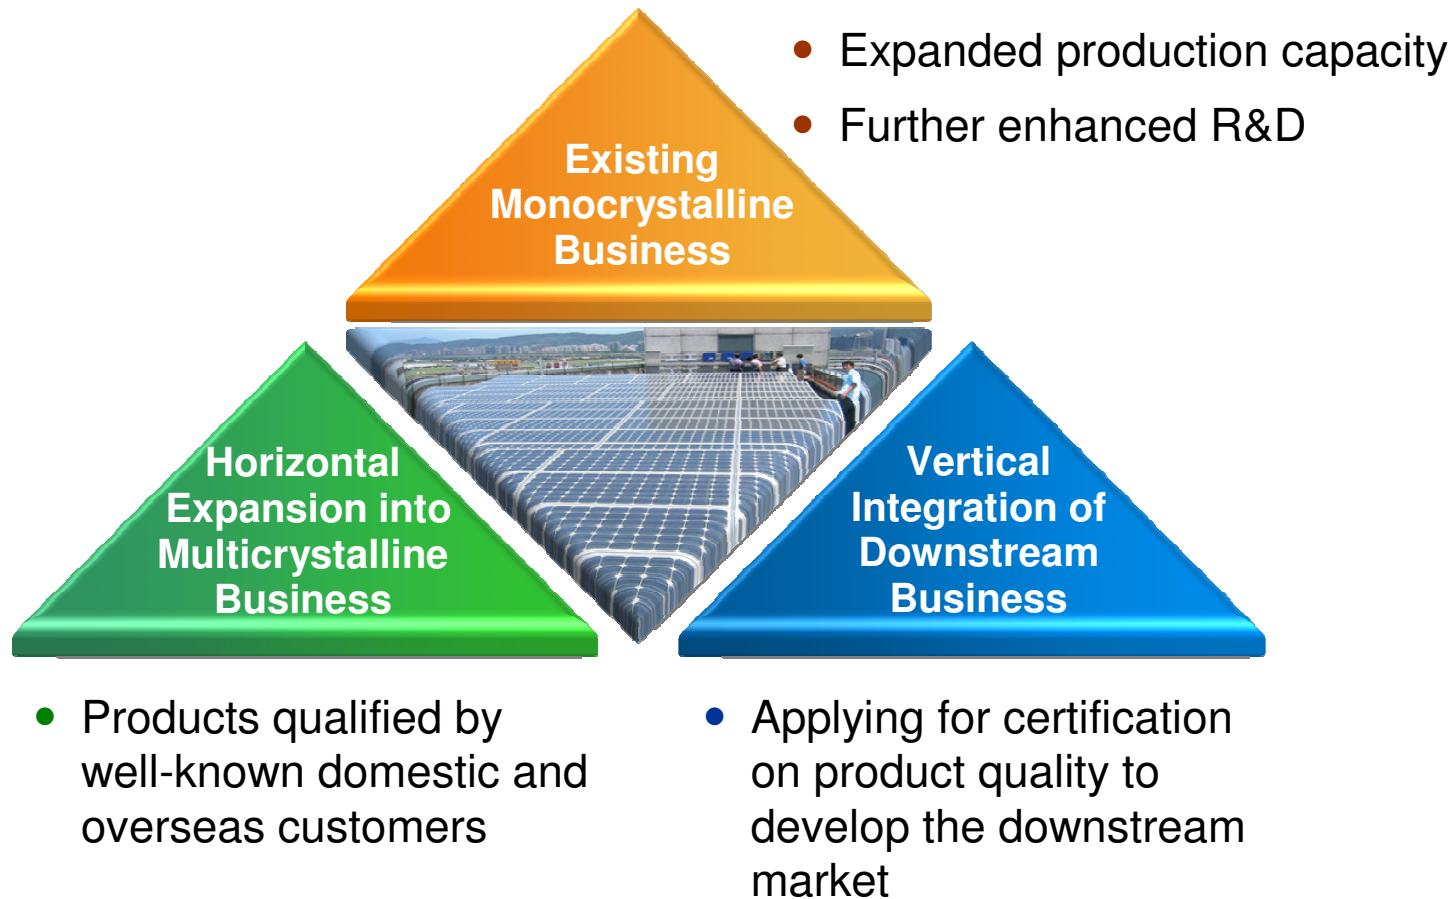 • Expanded production capacity
• Further enhanced R&D
Existing
Monocrystalline
Business
Horizontal
Expansion into
Multicrystalline
Business
Vertical
Integration of
Downstream
Business
• Products qualified by
well-known domestic and
overseas customers
• Applying for certification
on product quality to
develop the downstream
market